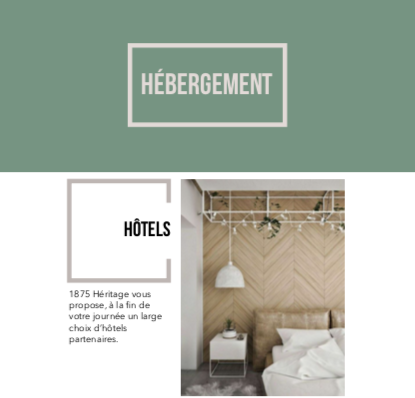 HÉBERGEMENT
HÔTELS
1875 Héritage vous
propose, à la fin de
votre journée un large
choix d'hôtels
partenaires.